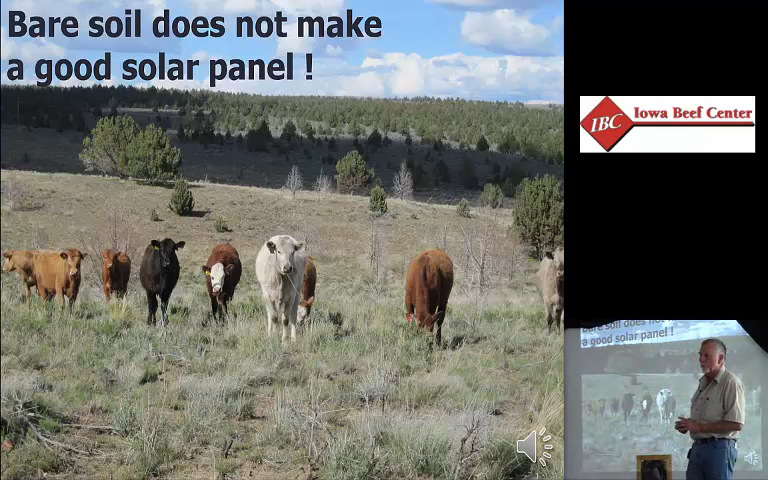 Bare soil does not make
a good solar panel !
IBC
Iowa Beef Center
Bare soil does not
a good solar panel !